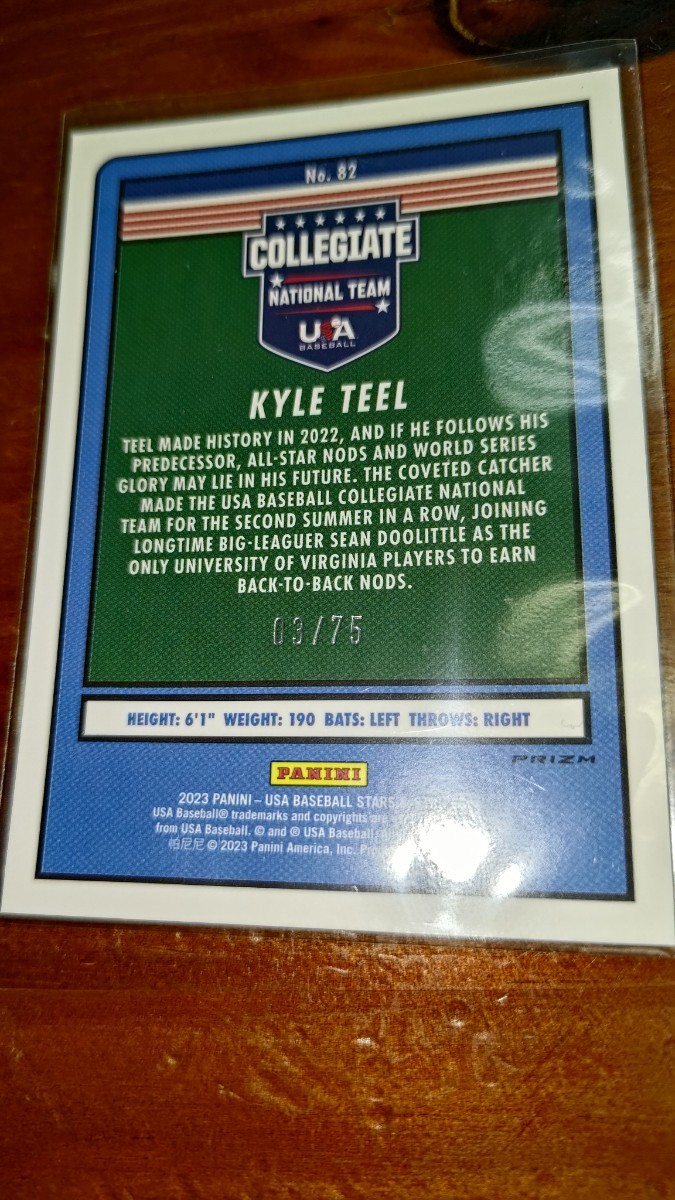 No. 82
COLLEGIATE
NATIONAL TEAM
USA
BASEBALL
KYLE TEEL
TEEL MADE HISTORY IN 2022, AND IF HE FOLLOWS HIS
PREDECESSOR, ALL-STAR NODS AND WORLD SERIES
GLORY MAY LIE IN HIS FUTURE. THE COVETED CATCHER
MADE THE USA BASEBALL COLLEGIATE NATIONAL
TEAM FOR THE SECOND SUMMER IN A ROW, JOINING
LONGTIME BIG-LEAGUER SEAN DOOLITTLE AS THE
ONLY UNIVERSITY OF VIRGINIA PLAYERS TO EARN
BACK-TO-BACK NODS.
03/75
HEIGHT: 6'1" WEIGHT: 190 BATS: LEFT THROWS: RIGHT
PRIZM
PANINI
2023 PANINI – USA BASEBALL STARS
USA Baseball® trademarks and copyrights are
from USA Baseball. © and ® USA Baseball.
帕尼尼 © 2023 Panini America, Inc.